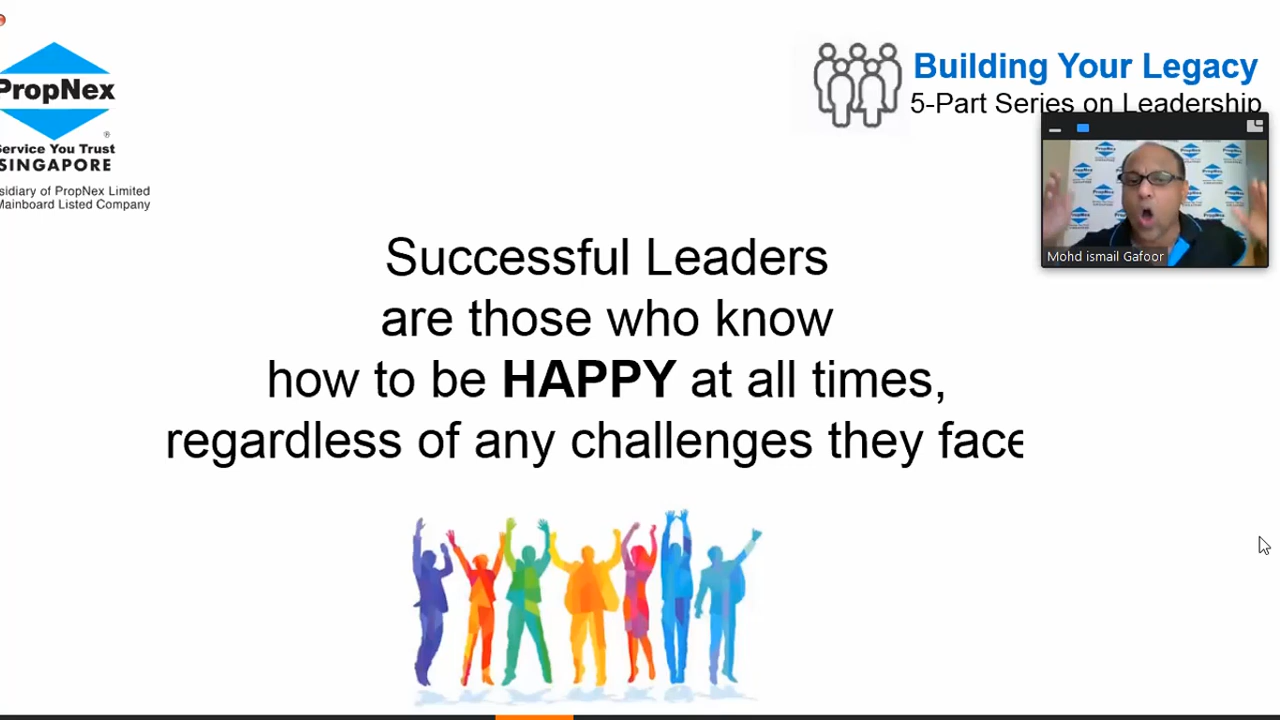 PropNex
Service You Trust
SINGAPORE
sidiary of PropNex Limited
Mainboard Listed Company
Building Your Legacy
5-Part Series on Leadership
Mohd ismail Gafoor
Successful Leaders
are those who know
how to be HAPPY at all times,
regardless of any challenges they face